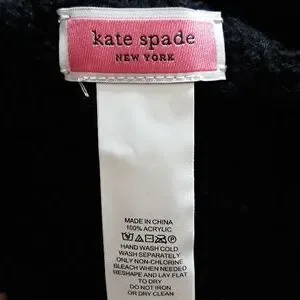 kate spade
NEW YORK
MADE IN CHINA
100% ACRYLIC
HAND WASH COLD
WASH SEPARATELY
ONLY NON-CHLORINE
BLEACH WHEN NEEDED
RESHAPE AND LAY FLAT
TO DRY
DO NOT IRON
OR DRY CLEAN